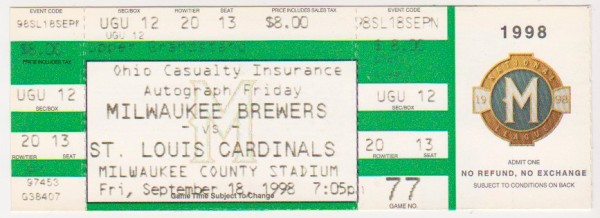 EVENT CODE SEC/BOX ROW SEAT PRICE INCLUDES SALES TAX EVENT CODE
98SL18SEPN UGU 12 20 13 $8.00 98SL18SEPN
UGU 12
$8.00 Upper Grandstand $8.00
PRICE INCLUDES SALES TAX
UGU 12
SEC/BOX
20 13
ROW SEAT
97453
G38407
Ohio Casualty Insurance
Autograph Friday
MILWAUKEE BREWERS
vs
ST. LOUIS CARDINALS
MILWAUKEE COUNTY STADIUM
Fri, September 18, 1998 7:05pm
Game Time Subject To Change
UGU 12
SEC/BOX
20 13
ROW SEAT
77
GAME NO.
1998
NATIONAL
19 M 98
LEAGUE
ADMIT ONE
NO REFUND, NO EXCHANGE
SUBJECT TO CONDITIONS ON BACK